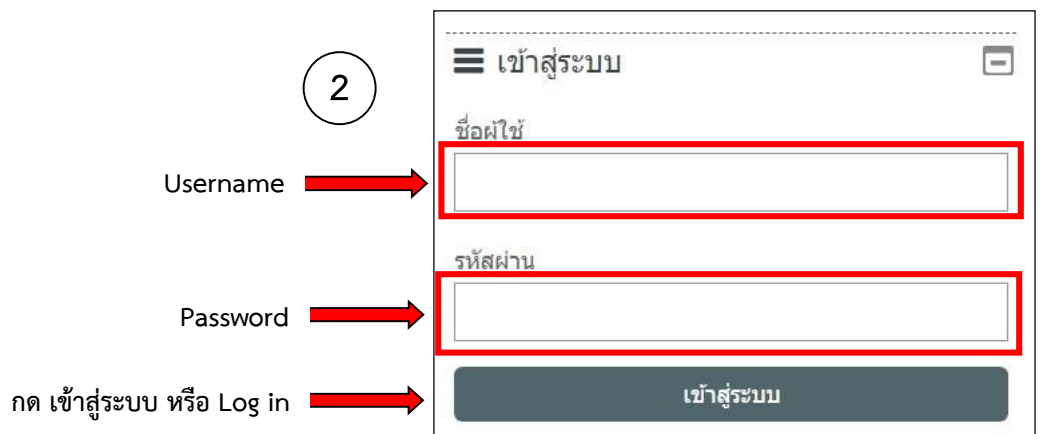 2
เข้าสู่ระบบ
ชื่อผู้ใช้
Username
รหัสผ่าน
Password
กด เข้าสู่ระบบ หรือ Log in
เข้าสู่ระบบ